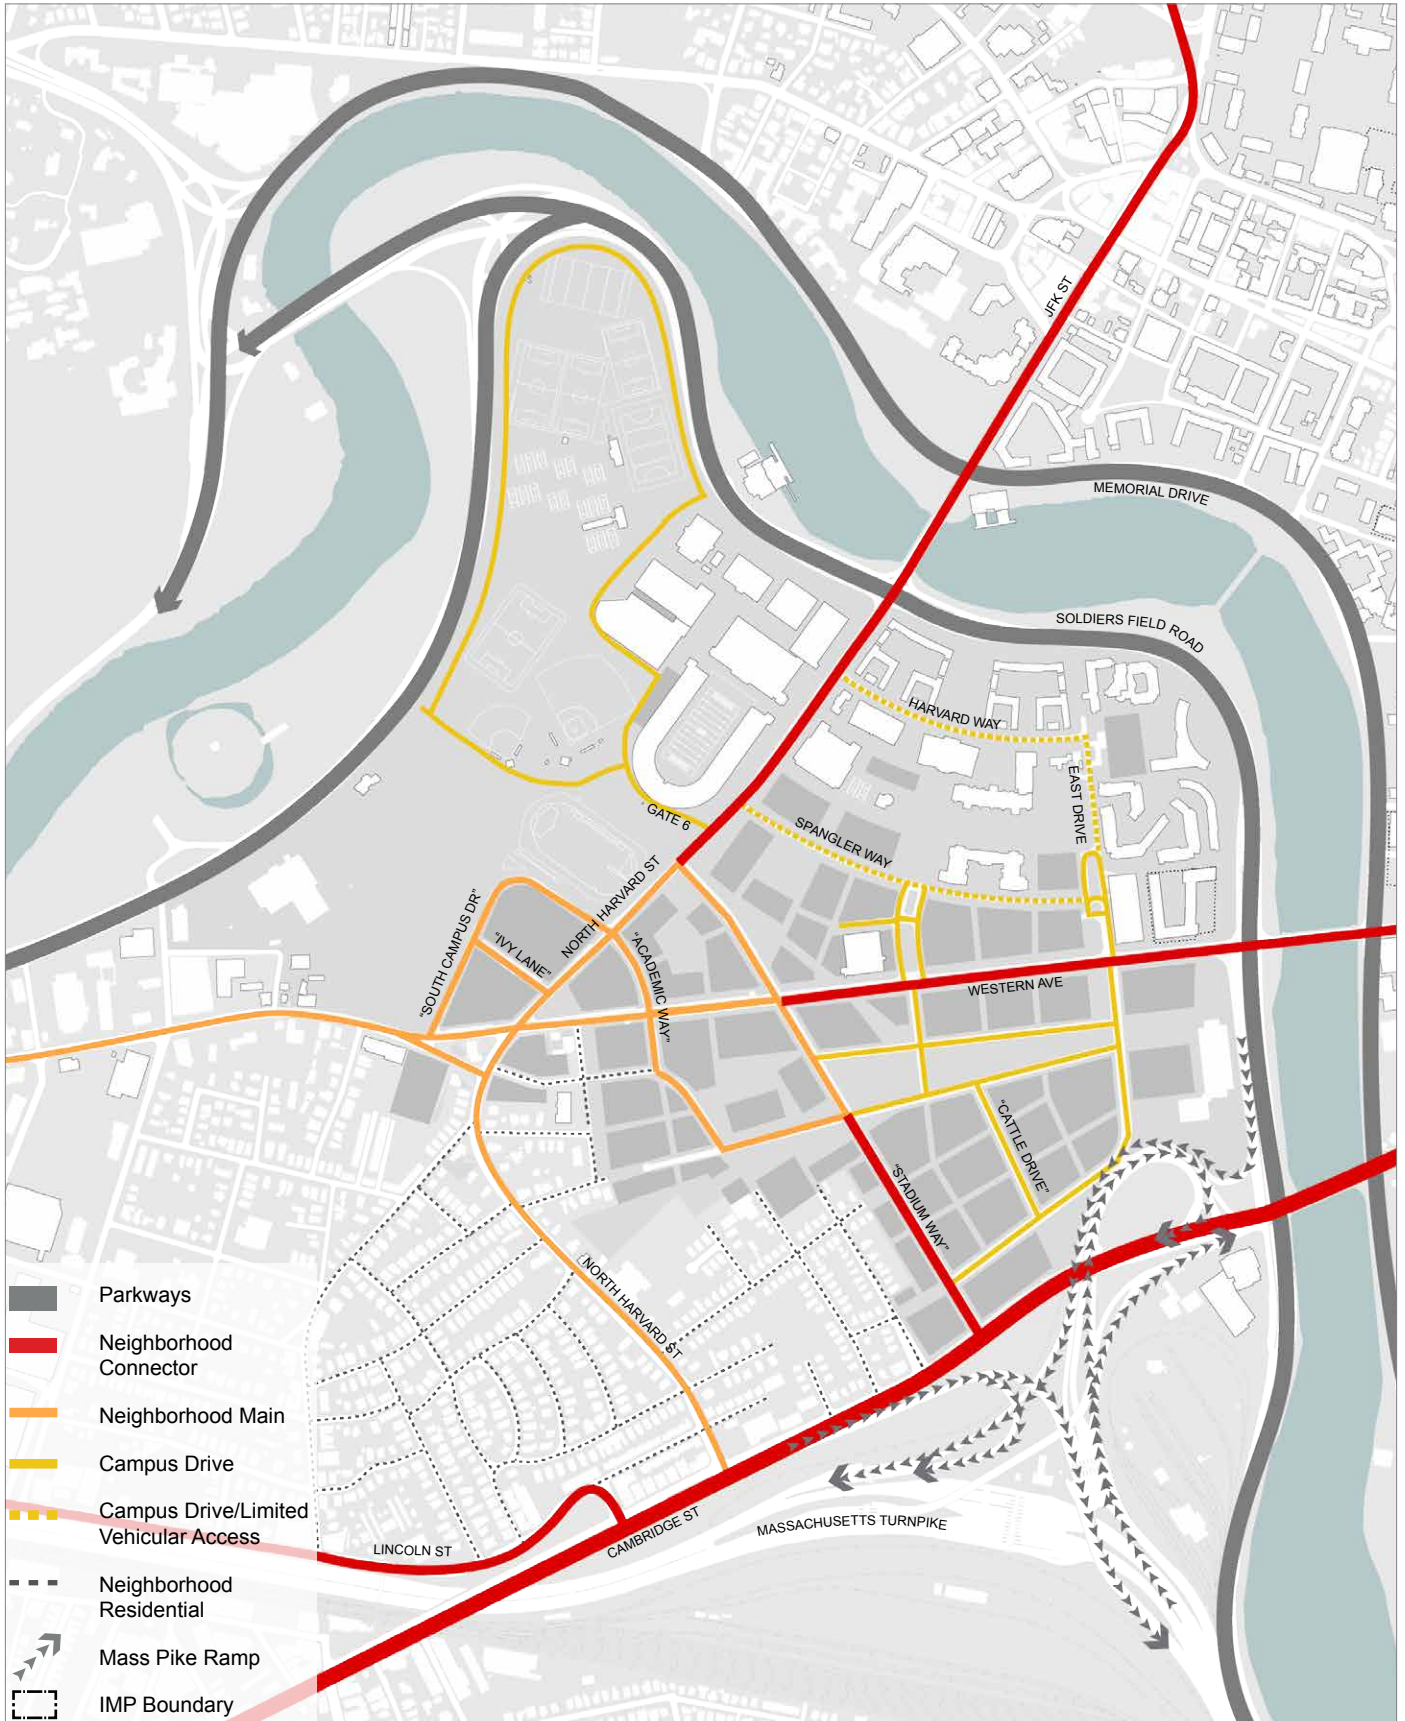 JFK ST
MEMORIAL DRIVE
SOLDIERS FIELD ROAD
HARVARD WAY
EAST DRIVE
GATE 6
SPANGLER WAY
NORTH HARVARD ST
"SOUTH CAMPUS DR"
"IVY LANE"
"ACADEMIC WAY"
WESTERN AVE
"CATTLE DRIVE"
"STADIUM WAY"
NORTH HARVARD ST
CAMBRIDGE ST
MASSACHUSETTS TURNPIKE
LINCOLN ST
Parkways
Neighborhood
Connector
Neighborhood Main
Campus Drive
Campus Drive/Limited
Vehicular Access
Neighborhood
Residential
Mass Pike Ramp
IMP Boundary